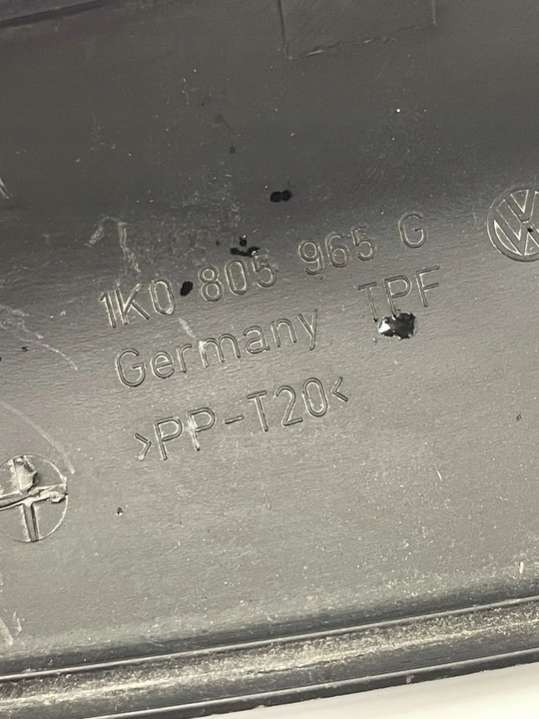 1K0 805 965 G
Germany TPF
>PP-T20<